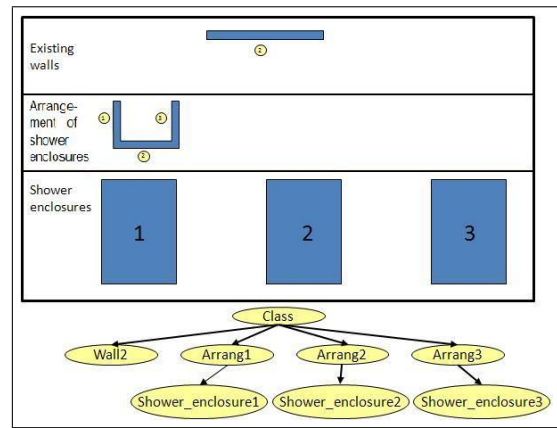 Existing
walls
2
Arrange-
ment of
shower
enclosures
1
3
2
Shower
enclosures
1
2
3
Class
Wall2
Arrang1
Arrang2
Arrang3
Shower_enclosure1
Shower_enclosure2
Shower_enclosure3